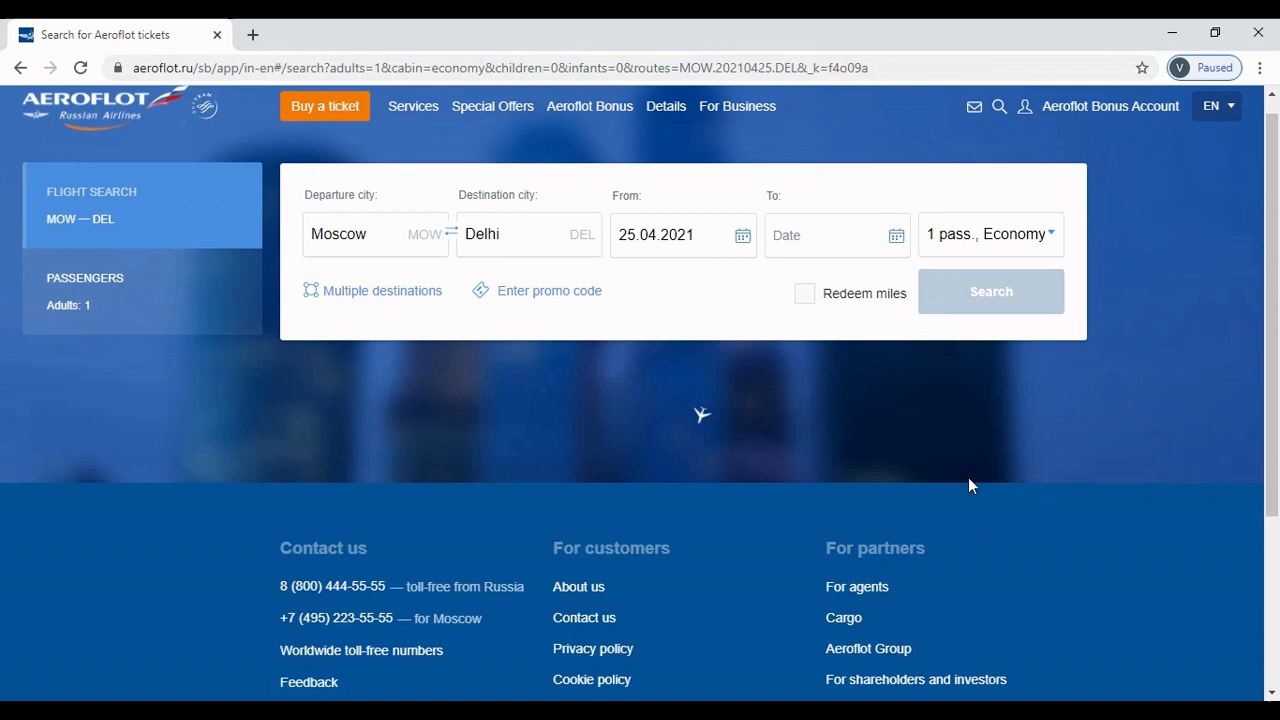 Search for Aeroflot tickets
aeroflot.ru/sb/app/in-en#/search?adults=1&cabin=economy&children=0&infants=0&routes=MOW.20210425.DEL&_k=f4o09a
V Paused
AEROFLOT
Russian Airlines
Buy a ticket Services Special Offers Aeroflot Bonus Details For Business Aeroflot Bonus Account EN
FLIGHT SEARCH
MOW — DEL
PASSENGERS
Adults: 1
Departure city: Destination city: From: To:
Moscow MOW Delhi DEL 25.04.2021 Date 1 pass., Economy
Multiple destinations Enter promo code Redeem miles Search
Contact us
8 (800) 444-55-55 — toll-free from Russia
+7 (495) 223-55-55 — for Moscow
Worldwide toll-free numbers
Feedback
For customers
About us
Contact us
Privacy policy
Cookie policy
For partners
For agents
Cargo
Aeroflot Group
For shareholders and investors